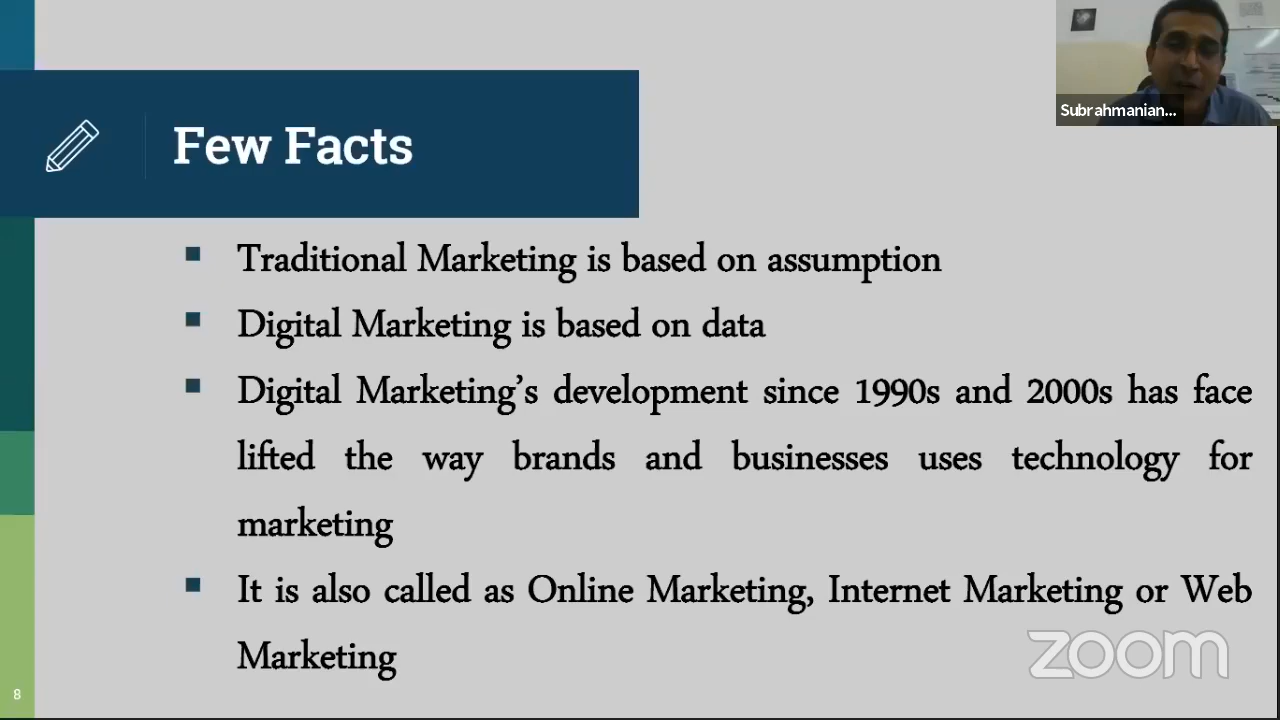 Subrahmanian...
Few Facts
Traditional Marketing is based on assumption
Digital Marketing is based on data
Digital Marketing’s development since 1990s and 2000s has face
lifted the way brands and businesses uses technology for
marketing
It is also called as Online Marketing, Internet Marketing or Web
Marketing
zoom
8